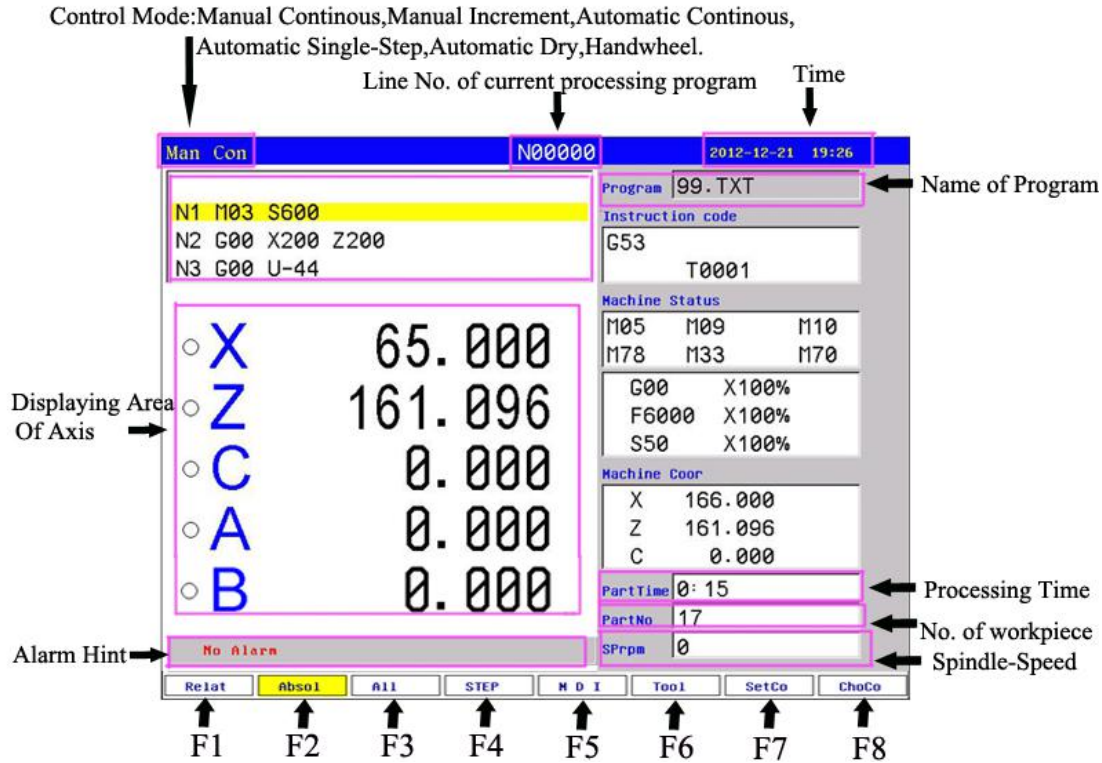 Control Mode:Manual Continous,Manual Increment,Automatic Continous,
Automatic Single-Step,Automatic Dry,Handwheel.
Line No. of current processing program
Time
Man Con
N00000
2012-12-21 19:26
N1 M03 S600
N2 G00 X200 Z200
N3 G00 U-44
Program 99.TXT
Name of Program
Instruction code
G53
T0001
Machine Status
M05 M09 M10
M78 M33 M70
G00 X100%
F6000 X100%
S50 X100%
Machine Coor
X 166.000
Z 161.096
C 0.000
Displaying Area
Of Axis
X 65.000
Z 161.096
C 0.000
A 0.000
B 0.000
PartTime 0:15
Processing Time
PartNo 17
No. of workpiece
SPrpm 0
Spindle-Speed
Alarm Hint
No Alarm
Relat Absol All STEP M D I Tool SetCo ChoCo
F1 F2 F3 F4 F5 F6 F7 F8